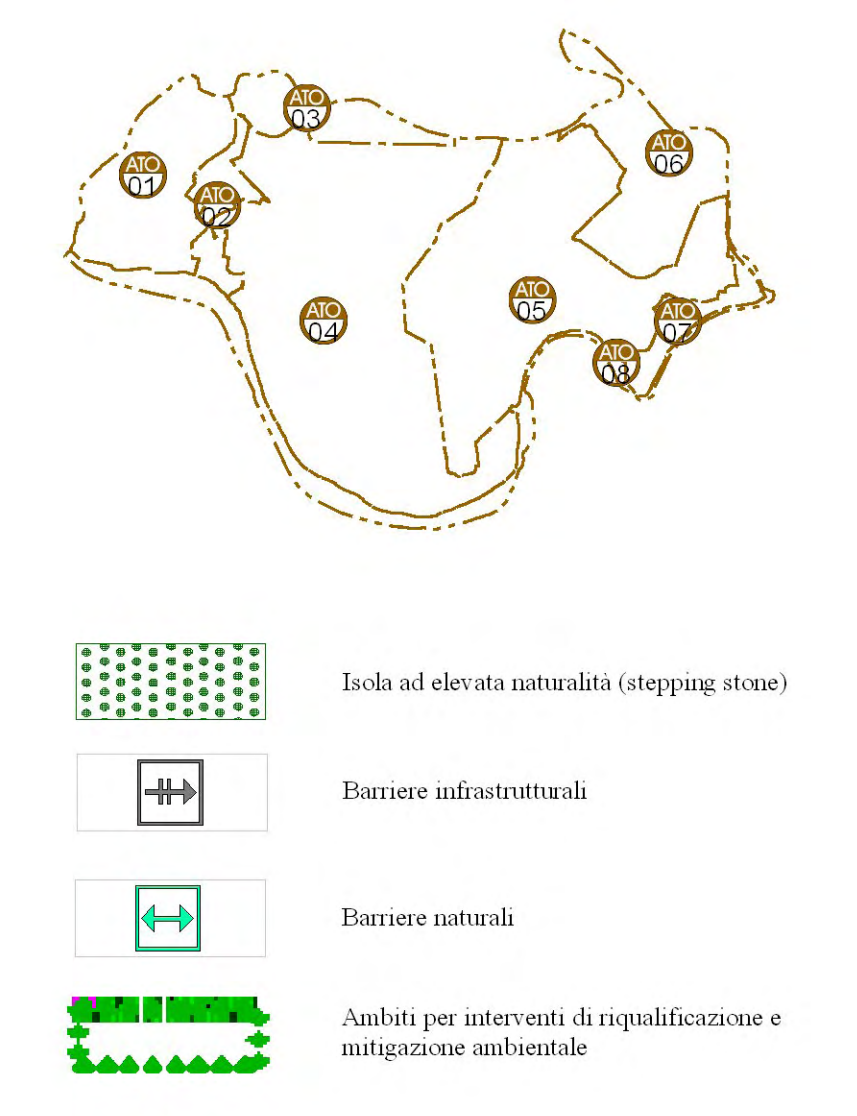 ATO
03
ATO
06
ATO
01
ATO
02
ATO
05
ATO
04
ATO
07
ATO
08
Isola ad elevata naturalità (stepping stone)
Barriere infrastrutturali
Barriere naturali
Ambiti per interventi di riqualificazione e
mitigazione ambientale